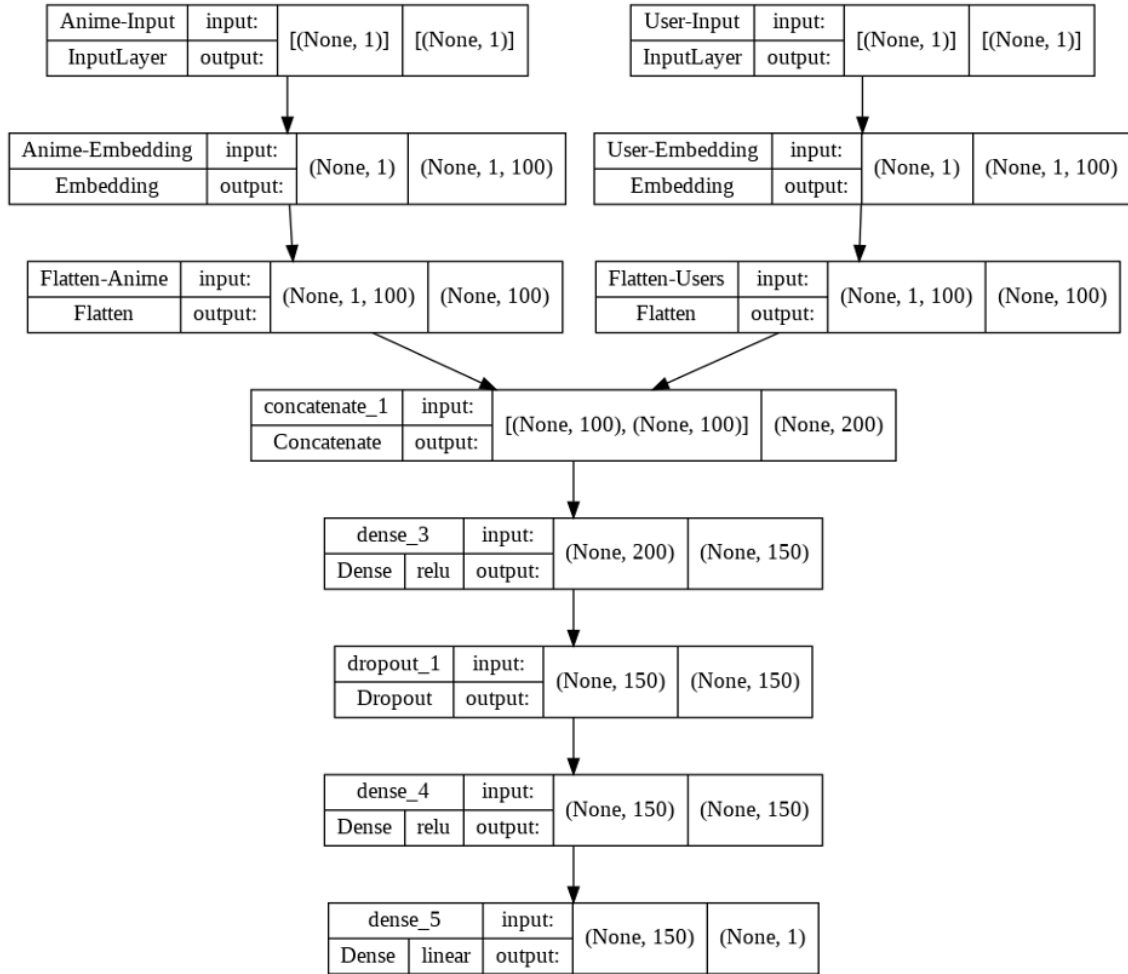 Anime-Input input: [(None, 1)] [(None, 1)]
InputLayer output:
User-Input input: [(None, 1)] [(None, 1)]
InputLayer output:
Anime-Embedding input: (None, 1) (None, 1, 100)
Embedding output:
User-Embedding input: (None, 1) (None, 1, 100)
Embedding output:
Flatten-Anime input: (None, 1, 100) (None, 100)
Flatten output:
Flatten-Users input: (None, 1, 100) (None, 100)
Flatten output:
concatenate_1 input: [(None, 100), (None, 100)] (None, 200)
Concatenate output:
dense_3 input: (None, 200) (None, 150)
Dense relu output:
dropout_1 input: (None, 150) (None, 150)
Dropout output:
dense_4 input: (None, 150) (None, 150)
Dense relu output:
dense_5 input: (None, 150) (None, 1)
Dense linear output: